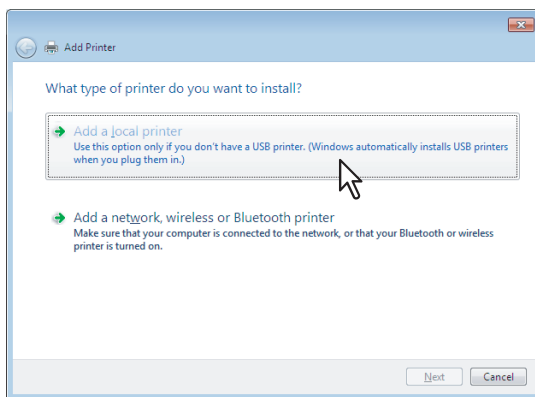 Add Printer
What type of printer do you want to install?
Add a local printer
Use this option only if you don't have a USB printer. (Windows automatically installs USB printers
when you plug them in.)
Add a network, wireless or Bluetooth printer
Make sure that your computer is connected to the network, or that your Bluetooth or wireless
printer is turned on.
Next Cancel